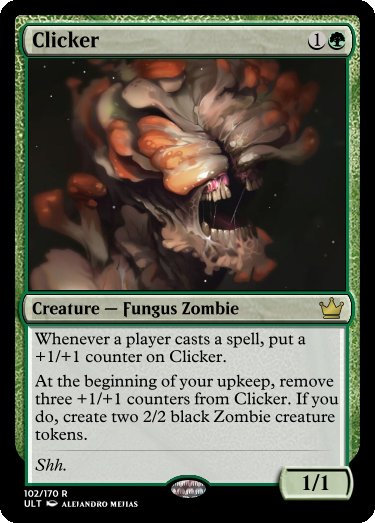 Clicker 1
Creature — Fungus Zombie
Whenever a player casts a spell, put a
+1/+1 counter on Clicker.
At the beginning of your upkeep, remove
three +1/+1 counters from Clicker. If you
do, create two 2/2 black Zombie creature
tokens.
Shh.
1/1
102/170 R
ULT ALEJANDRO MEJIAS